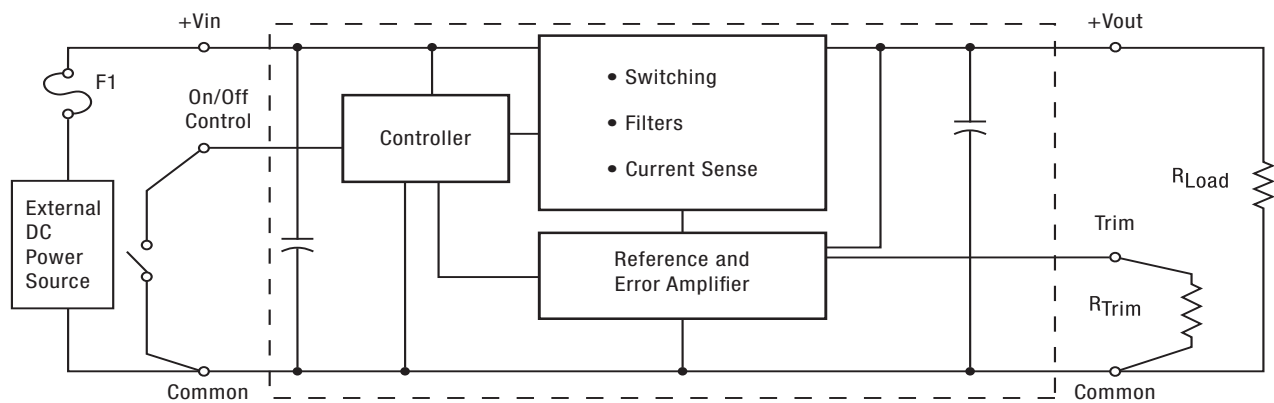 +Vin
+Vout
F1
On/Off
Control
Controller
• Switching
• Filters
• Current Sense
External
DC
Power
Source
Reference and
Error Amplifier
Trim
RLoad
RTrim
Common
Common